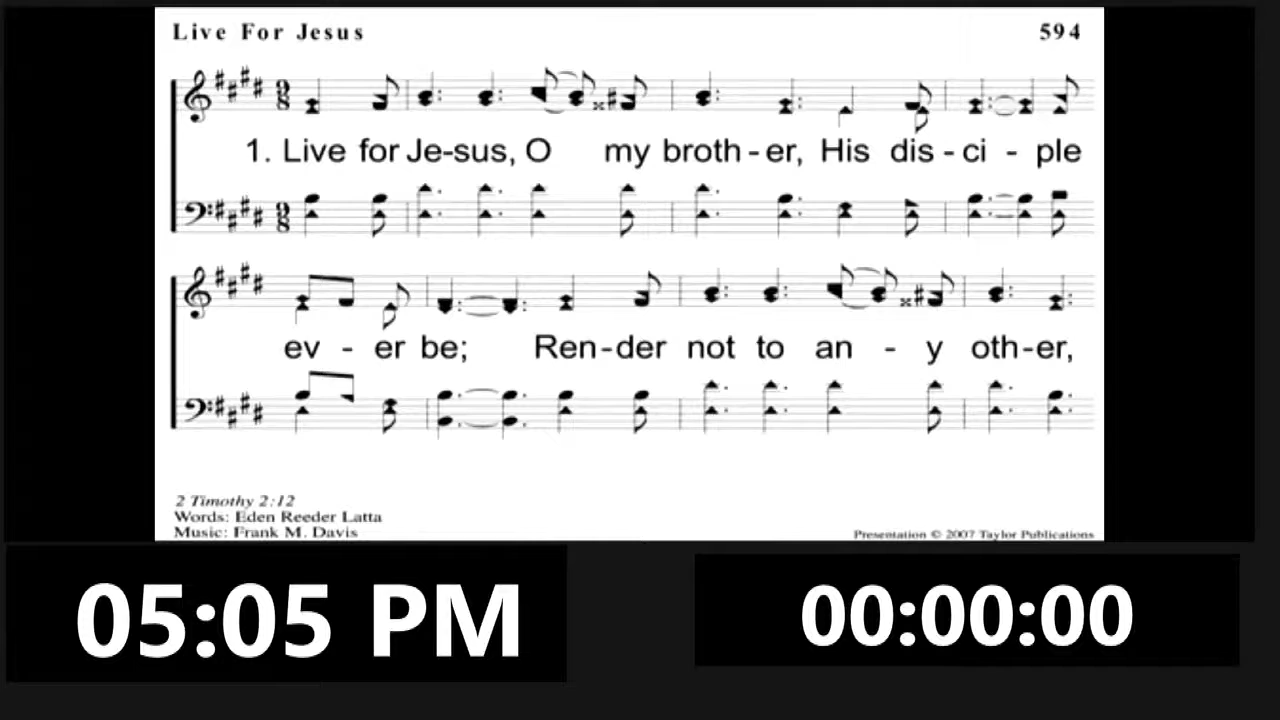 Live For Jesus 594
1. Live for Je-sus, O my broth-er, His dis-ci-ple
ev-er be; Ren-der not to an-y oth-er,
2 Timothy 2:12
Words: Eden Reeder Latta
Music: Frank M. Davis
Presentation © 2007 Taylor Publications
05:05 PM 00:00:00